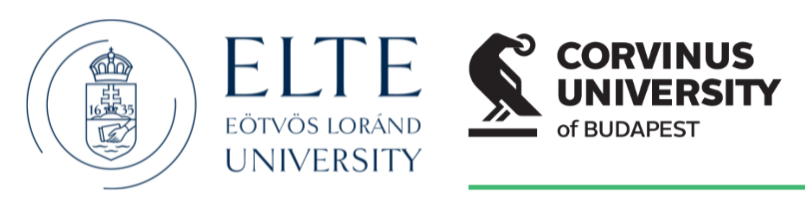 16 35
ELTE
EÖTVÖS LORÁND
UNIVERSITY
CORVINUS
UNIVERSITY
of BUDAPEST